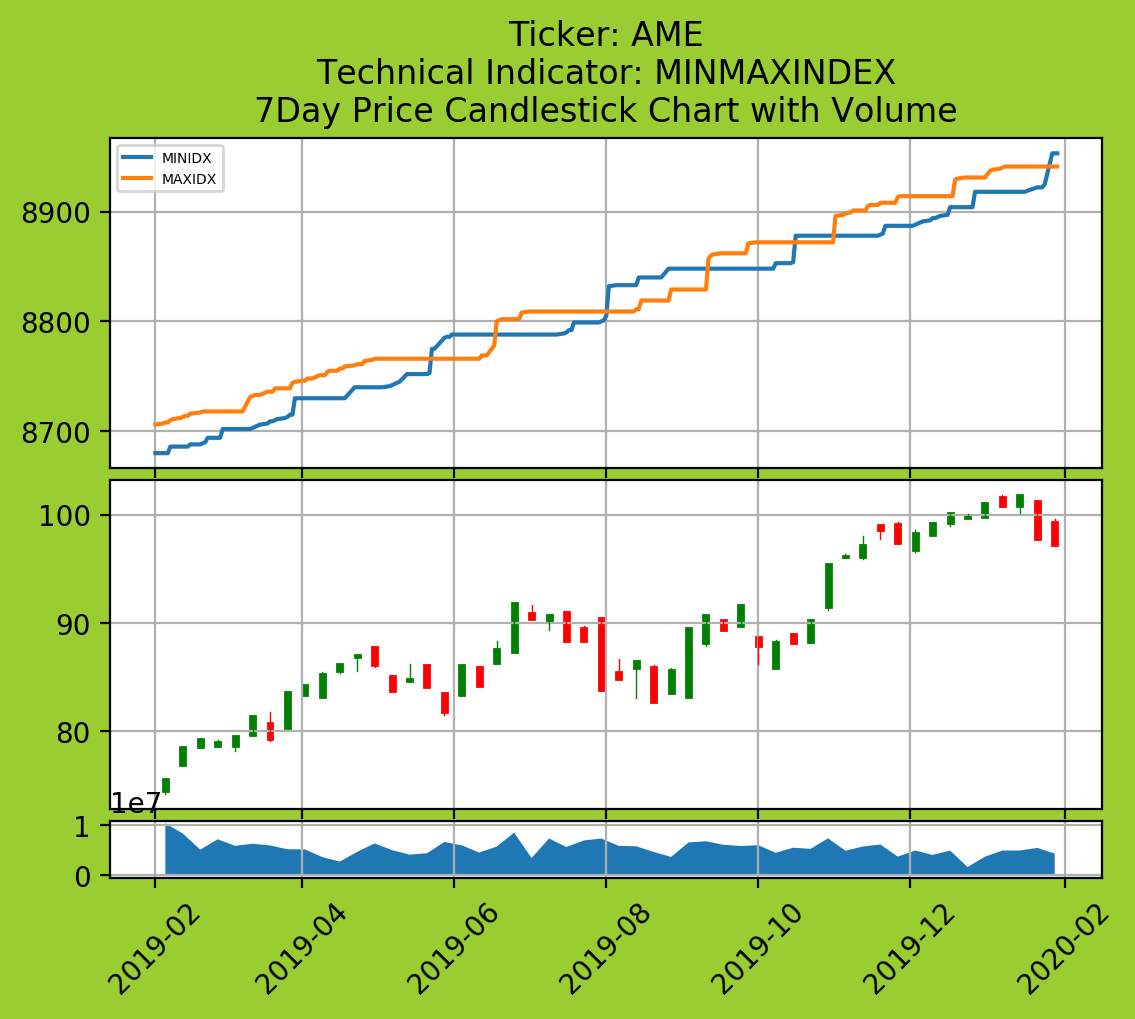 Ticker: AME
Technical Indicator: MINMAXINDEX
7Day Price Candlestick Chart with Volume
MINIDX
MAXIDX
8900
8800
8700
100
90
80
1e7
1
0
2019-02
2019-04
2019-06
2019-08
2019-10
2019-12
2020-02